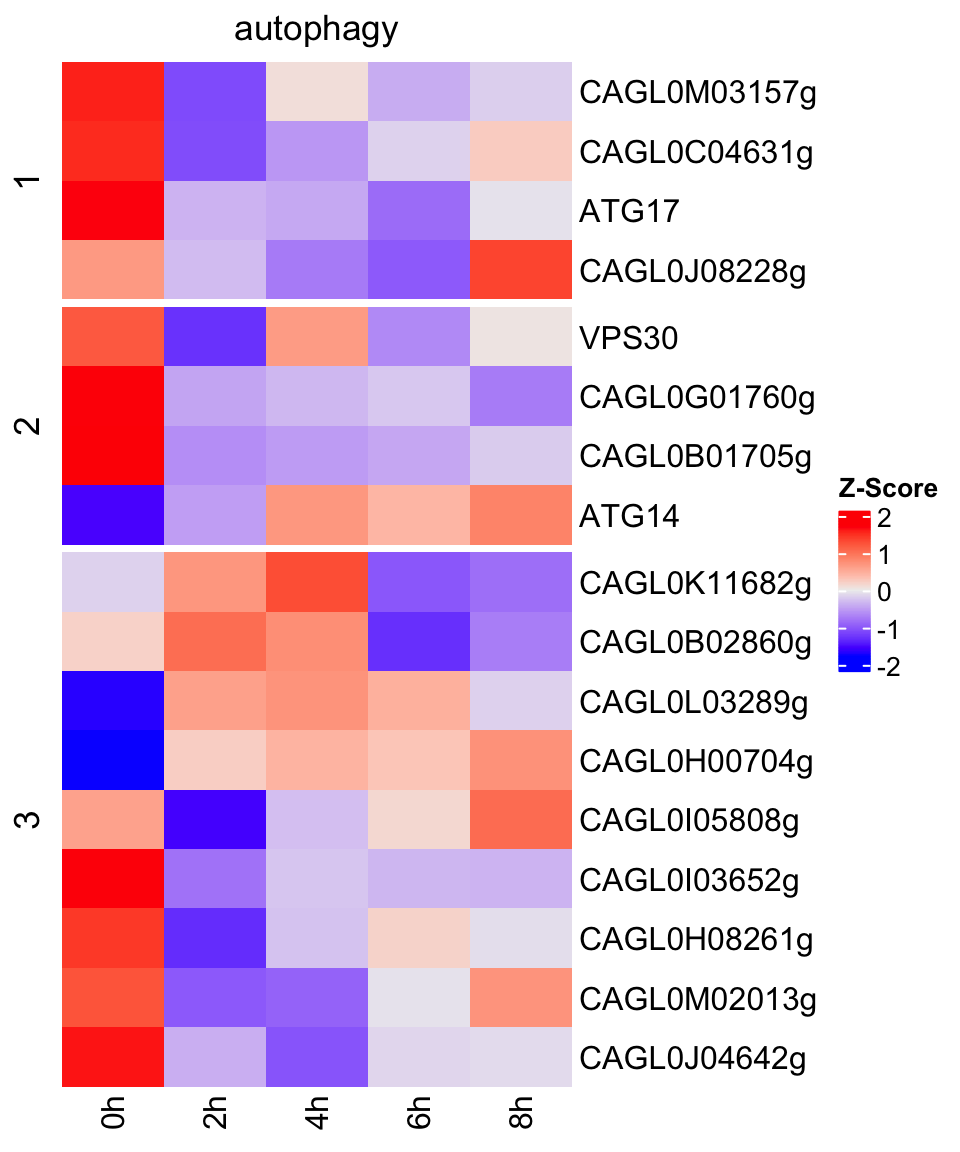 autophagy
1
CAGL0M03157g
CAGL0C04631g
ATG17
CAGL0J08228g
2
VPS30
CAGL0G01760g
CAGL0B01705g
ATG14
3
CAGL0K11682g
CAGL0B02860g
CAGL0L03289g
CAGL0H00704g
CAGL0I05808g
CAGL0I03652g
CAGL0H08261g
CAGL0M02013g
CAGL0J04642g
0h
2h
4h
6h
8h
Z-Score
2
1
0
-1
-2